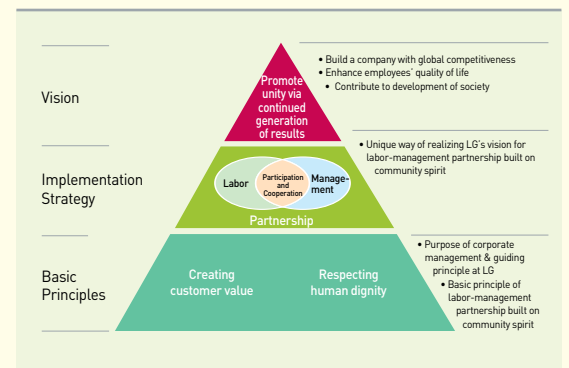 Vision
Promote
unity via
continued
generation
of results
• Build a company with global competitiveness
• Enhance employees' quality of life
• Contribute to development of society
Implementation
Strategy
Labor
Participation
and
Cooperation
Manage-
ment
Partnership
• Unique way of realizing LG's vision for
labor-management partnership built on
community spirit
Basic
Principles
Creating
customer value
Respecting
human dignity
• Purpose of corporate
management & guiding
principle at LG
• Basic principle of
labor-management
partnership built on
community spirit